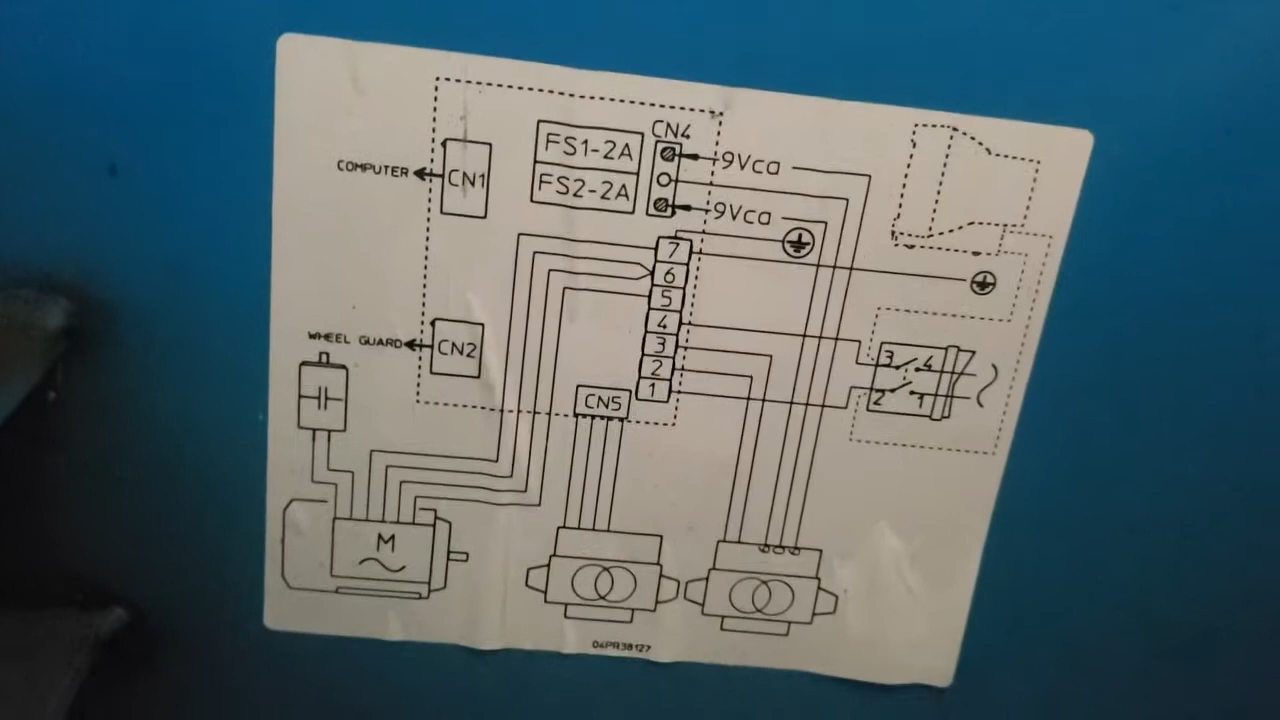 CN4
FS1-2A
9Vca
COMPUTER
CN1
FS2-2A
9Vca
7
6
5
4
3
2
1
WHEEL GUARD
CN2
3 4
2 1
CN5
M
04PR38127